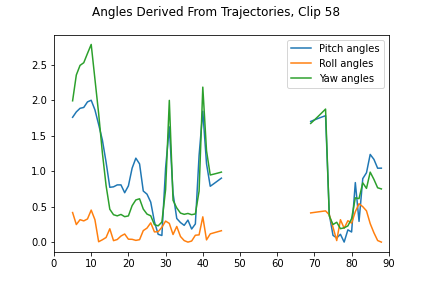 Angles Derived From Trajectories, Clip 58
Pitch angles
Roll angles
Yaw angles
2.5
2.0
1.5
1.0
0.5
0.0
0 10 20 30 40 50 60 70 80 90